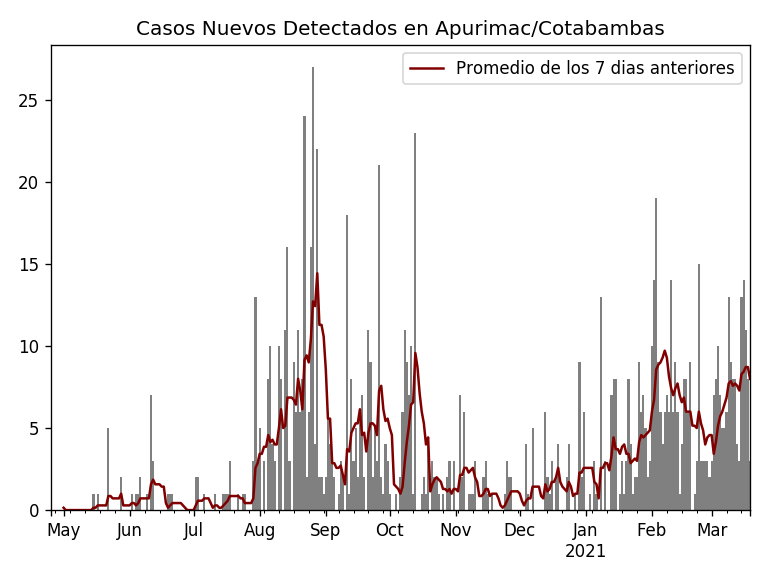 Casos Nuevos Detectados en Apurimac/Cotabambas
Promedio de los 7 dias anteriores
25
20
15
10
5
0
May Jun Jul Aug Sep Oct Nov Dec Jan Feb Mar
2021